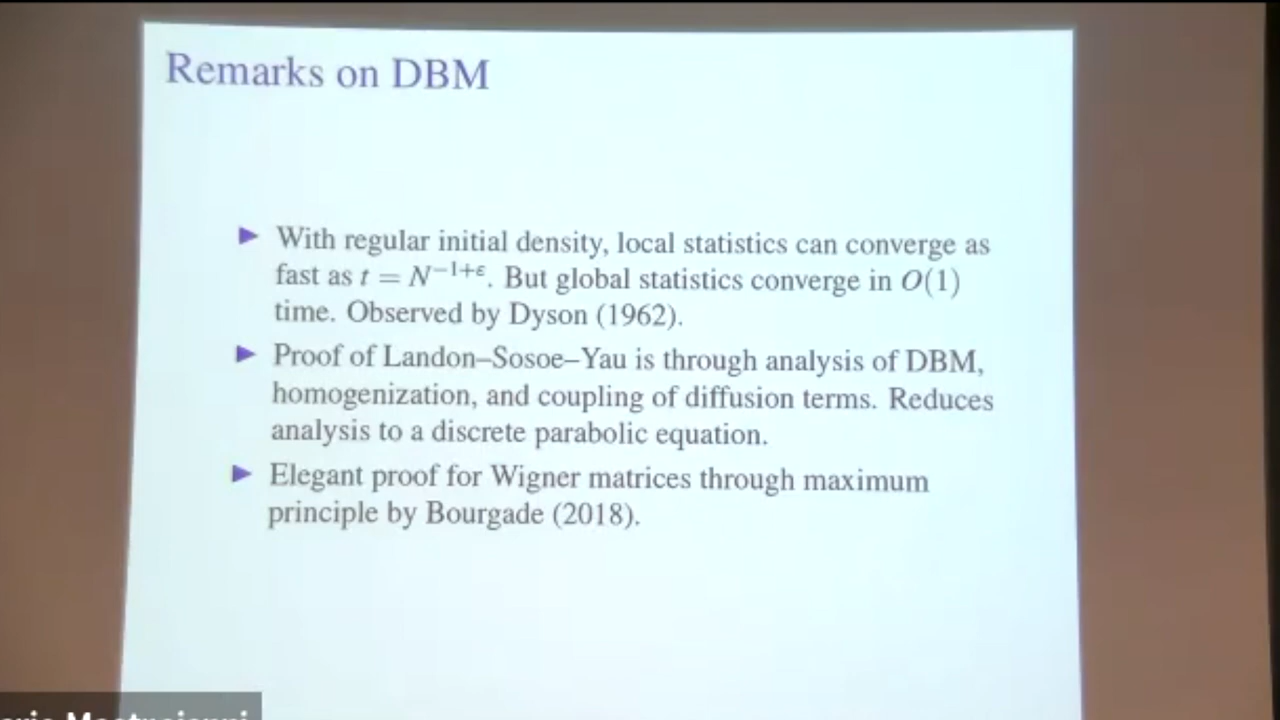 Remarks on DBM
▶ With regular initial density, local statistics can converge as
fast as t = N^{−1+ε}. But global statistics converge in O(1)
time. Observed by Dyson (1962).
▶ Proof of Landon–Sosoe–Yau is through analysis of DBM,
homogenization, and coupling of diffusion terms. Reduces
analysis to a discrete parabolic equation.
▶ Elegant proof for Wigner matrices through maximum
principle by Bourgade (2018).